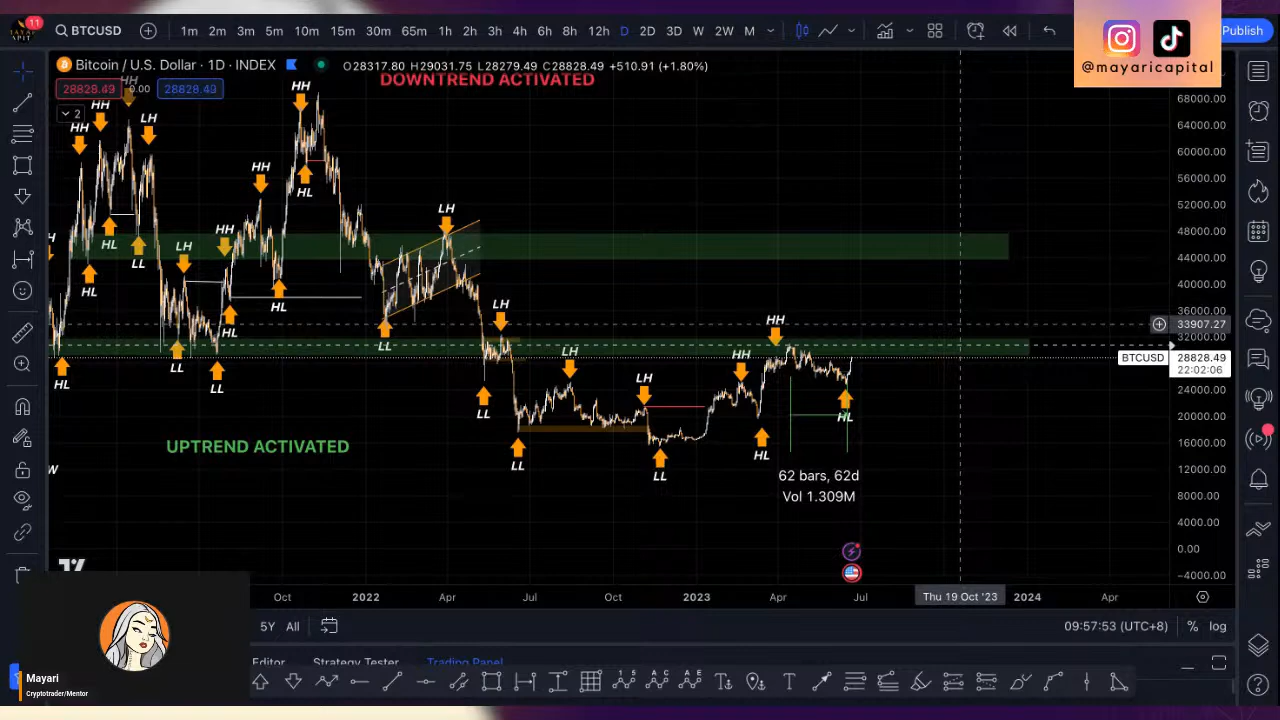 11
BTCUSD
1m 2m 3m 5m 10m 15m 30m 65m 1h 2h 3h 4h 6h 8h 12h D 2D 3D W 2W M
Publish
@mayaricapital
Bitcoin / U.S. Dollar · 1D · INDEX
O28317.80 H29031.75 L28279.49 C28828.49 +510.91 (+1.80%)
DOWNTREND ACTIVATED
28828.49 0.00 28828.49
2
HH
HH
HH
LH
HL
HL
LL
LH
LL
HH
HL
LL
HH
HL
HH
HL
LH
LL
LH
LL
LH
LL
LH
LL
HH
HL
HH
HL
HL
UPTREND ACTIVATED
W
62 bars, 62d
Vol 1.309M
68000.00
64000.00
60000.00
56000.00
52000.00
48000.00
44000.00
40000.00
36000.00
33907.27
32000.00
BTCUSD 28828.49
22:02:06
24000.00
20000.00
16000.00
12000.00
8000.00
4000.00
0.00
−4000.00
Oct 2022 Apr Jul Oct 2023 Apr Jul Thu 19 Oct '23 2024 Apr
5Y All
09:57:53 (UTC+8) % log
Editor Strategy Tester Trading Panel
Mayari
Cryptotrader/Mentor